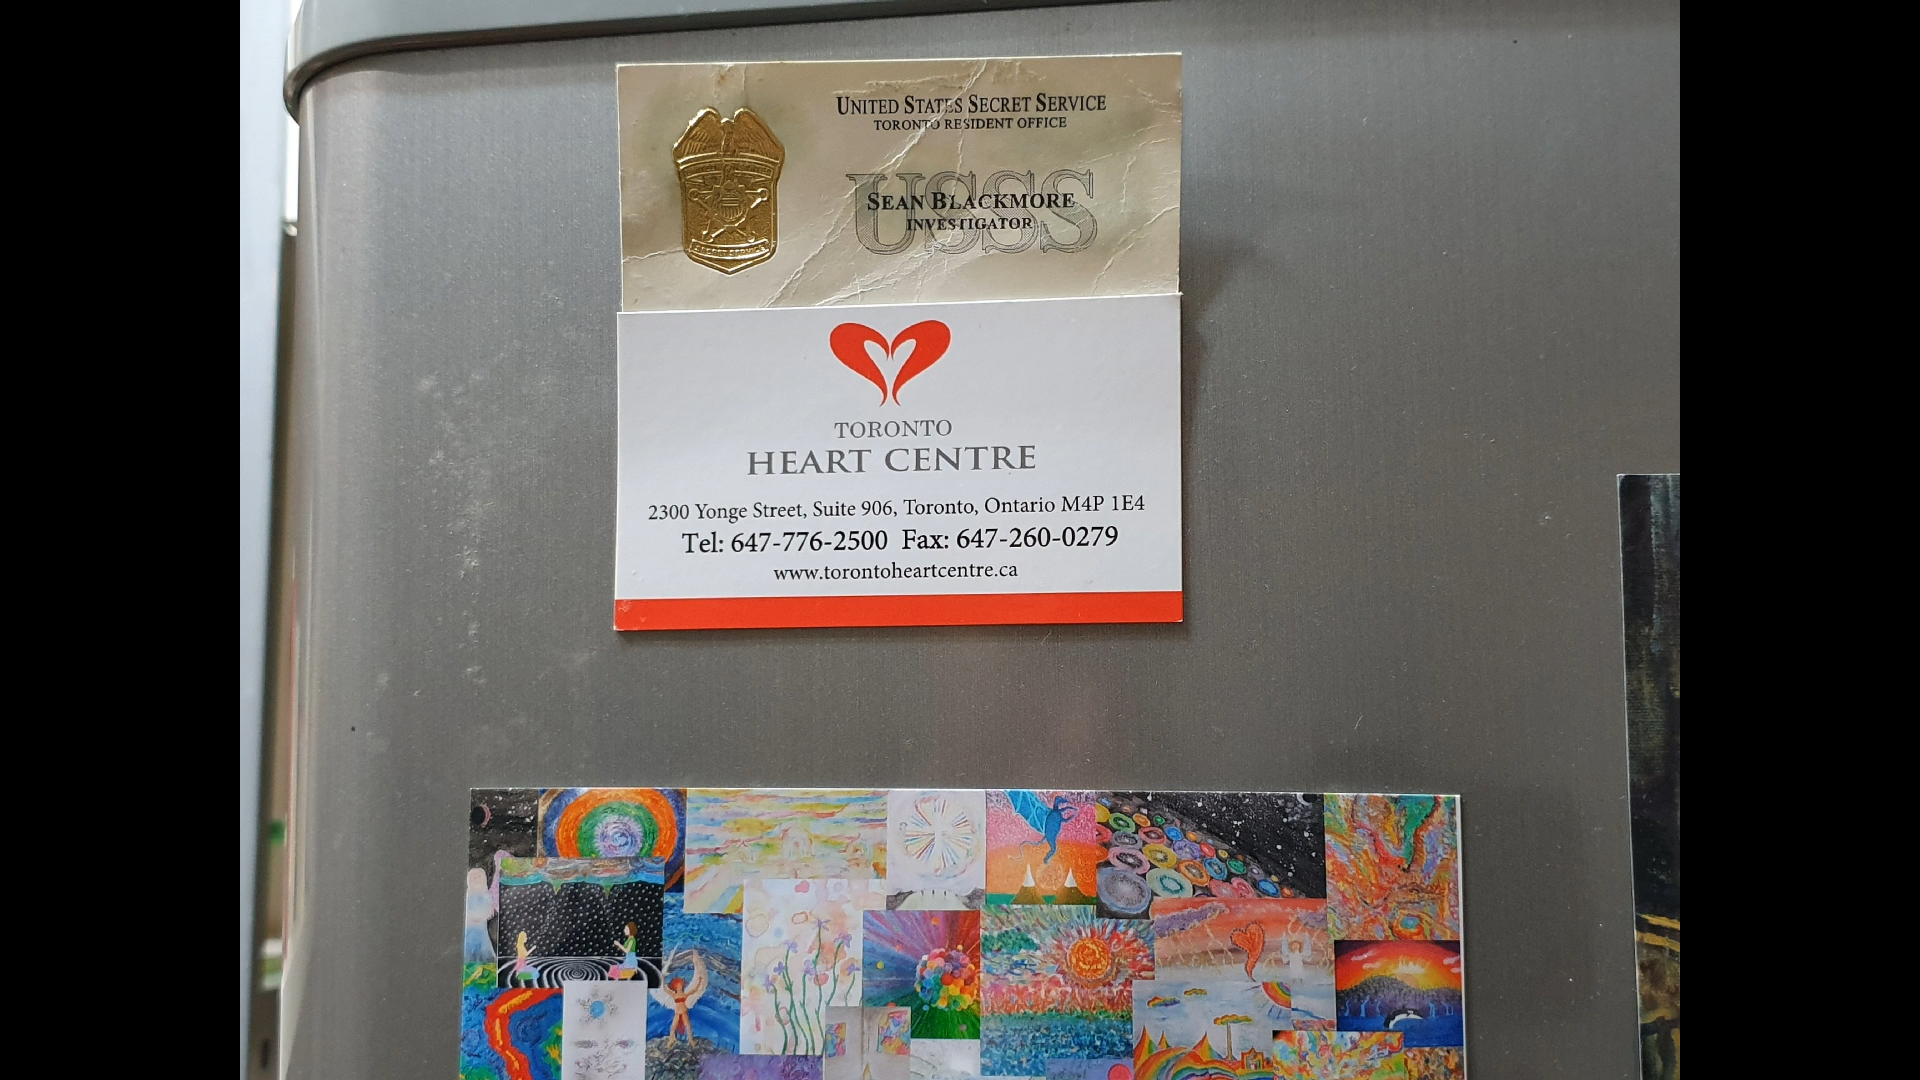 UNITED STATES SECRET SERVICE
TORONTO RESIDENT OFFICE
USSS
SEAN BLACKMORE
INVESTIGATOR
TORONTO
HEART CENTRE
2300 Yonge Street, Suite 906, Toronto, Ontario M4P 1E4
Tel: 647-776-2500 Fax: 647-260-0279
www.torontoheartcentre.ca